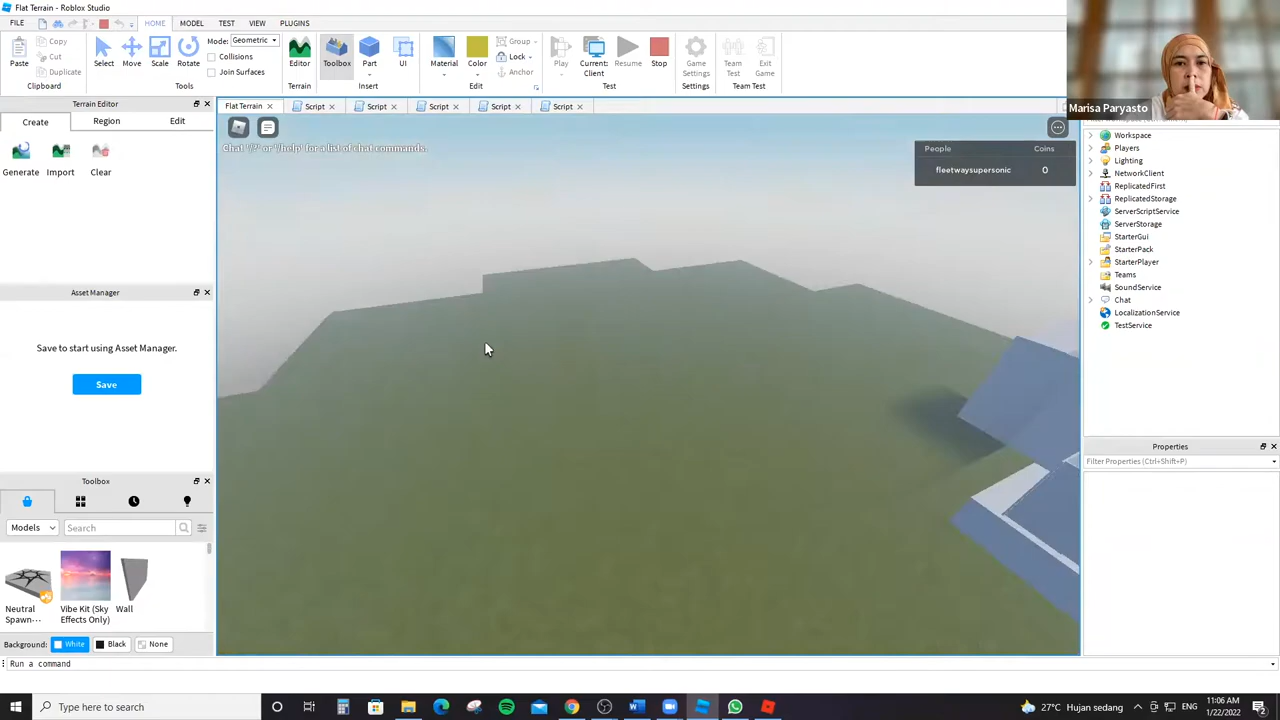 Flat Terrain - Roblox Studio
FILE HOME MODEL TEST VIEW PLUGINS
Paste Copy Cut Duplicate Clipboard
Select Move Scale Rotate Tools
Mode: Geometric
Collisions
Join Surfaces
Editor Terrain
Toolbox Part UI Insert
Material Color Group Lock Anchor Edit
Play Current: Client Resume Stop Test
Game Settings Settings
Team Test Exit Game Team Test
Marisa Paryasto
Terrain Editor
Create Region Edit
Generate Import Clear
Asset Manager
Save to start using Asset Manager.
Save
Toolbox
Models Search
Neutral Spawn...
Vibe Kit (Sky Effects Only)
Wall
Background: White Black None
Run a command
Flat Terrain Script Script Script Script Script
Chat '/?' or '/help' for a list of chat commands.
People Coins
fleetwaysupersonic 0
Workspace
Players
Lighting
NetworkClient
ReplicatedFirst
ReplicatedStorage
ServerScriptService
ServerStorage
StarterGui
StarterPack
StarterPlayer
Teams
SoundService
Chat
LocalizationService
TestService
Properties
Filter Properties (Ctrl+Shift+P)
Type here to search
27°C Hujan sedang
ENG
11:06 AM
1/22/2022
2